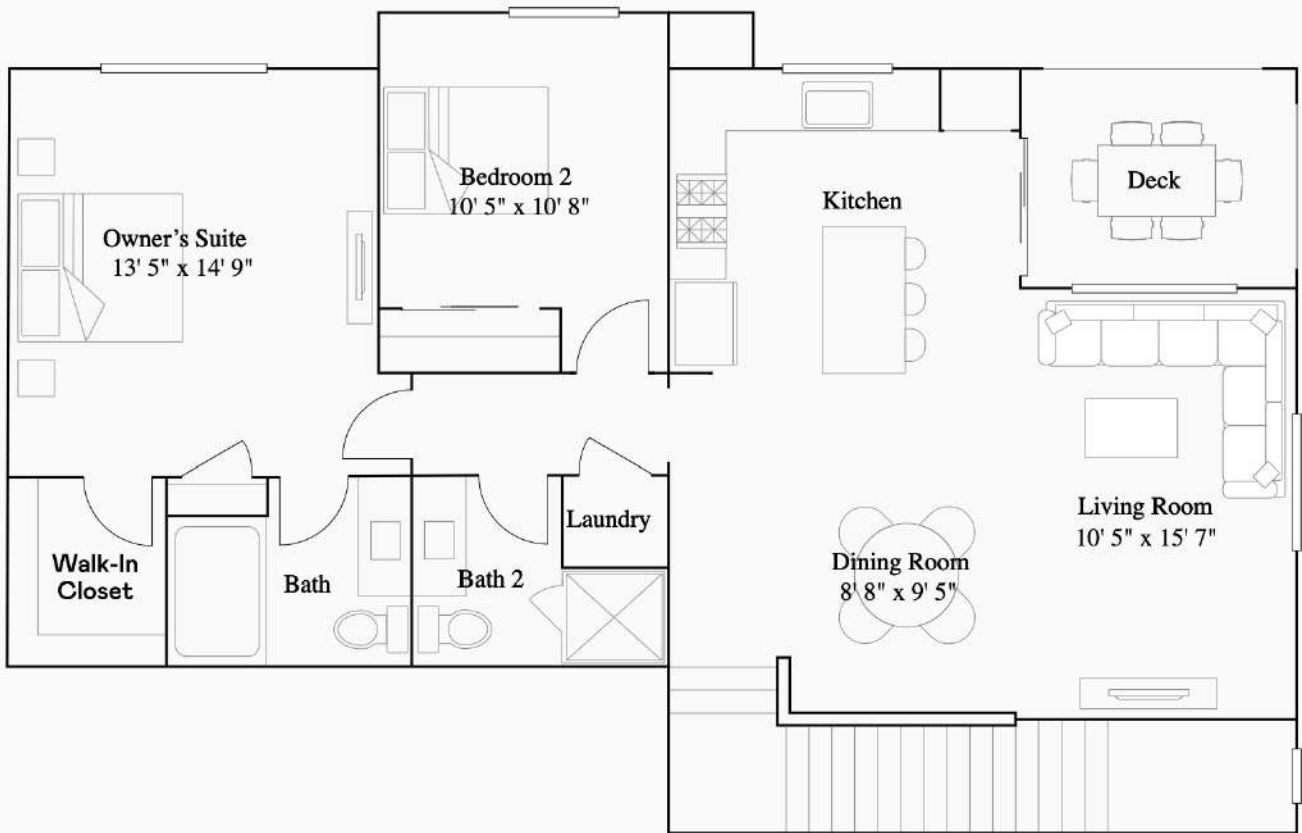 Bedroom 2
10' 5" x 10' 8"
Owner's Suite
13' 5" x 14' 9"
Kitchen
Deck
Walk-In
Closet
Bath
Bath 2
Laundry
Dining Room
8' 8" x 9' 5"
Living Room
10' 5" x 15' 7"